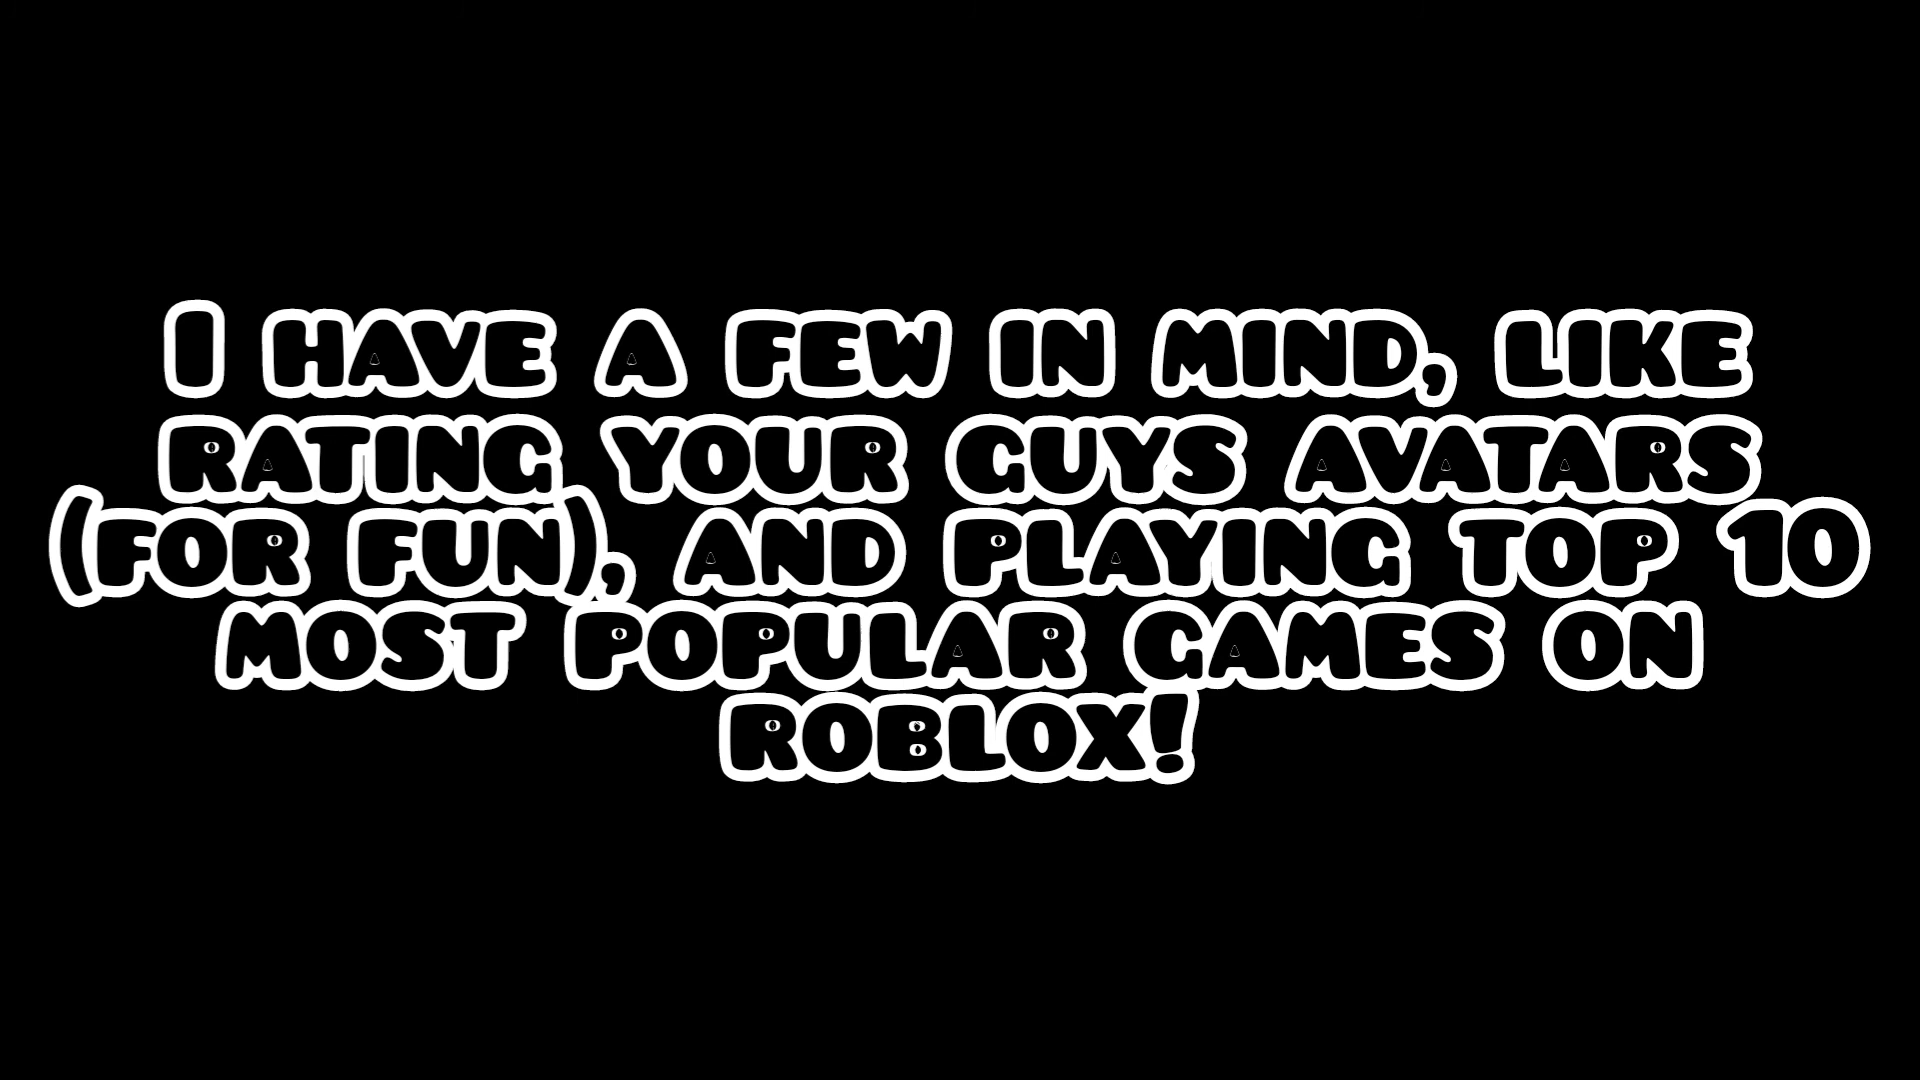 I have a few in mind, like
rating your guys avatars
(for fun), and playing top 10
most popular games on
roblox!